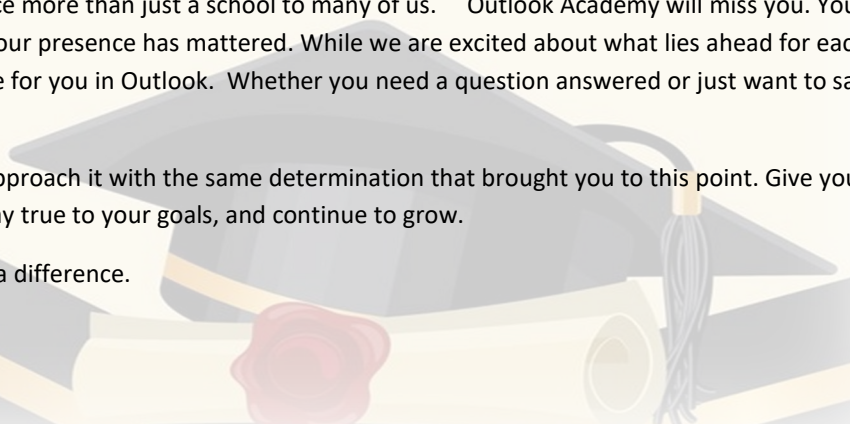 ce more than just a school to many of us. Outlook Academy will miss you. You
our presence has mattered. While we are excited about what lies ahead for eac
e for you in Outlook. Whether you need a question answered or just want to sa
pproach it with the same determination that brought you to this point. Give you
ay true to your goals, and continue to grow.
a difference.